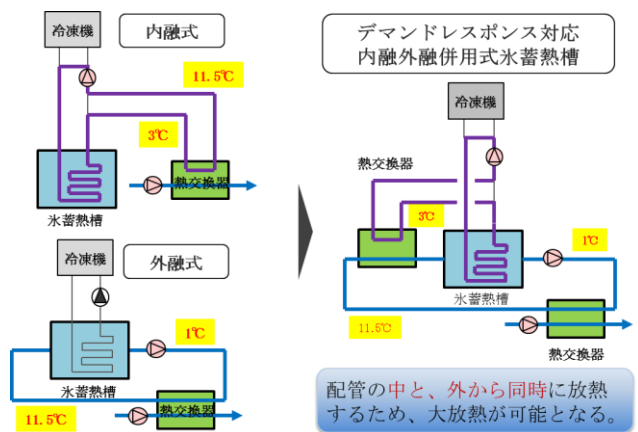 冷凍機
内融式
11.5℃
3℃
熱交換器
氷蓄熱槽
冷凍機
外融式
1℃
氷蓄熱槽
11.5℃
熱交換器
デマンドレスポンス対応
内融外融併用式氷蓄熱槽
冷凍機
熱交換器
3℃
1℃
氷蓄熱槽
11.5℃
熱交換器
配管の中と、外から同時に放熱
するため、大放熱が可能となる。